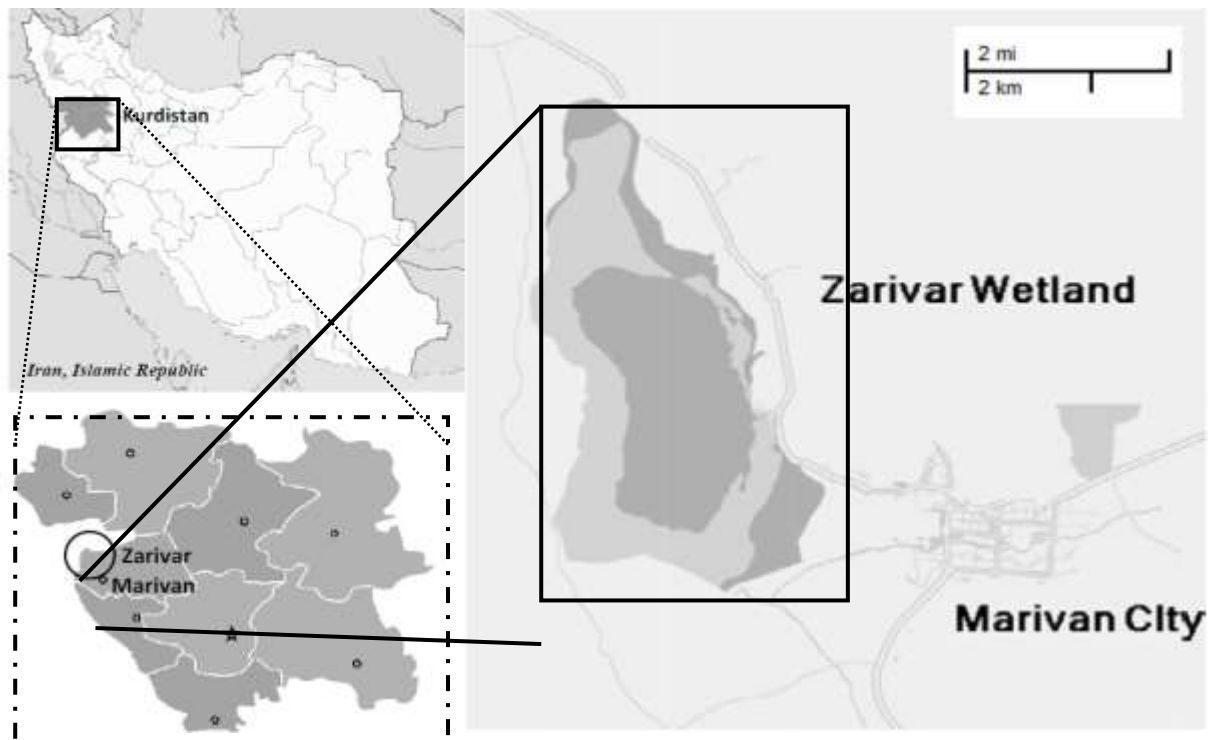 Kurdistan
Iran, Islamic Republic
Zarivar
Marivan
2 mi
2 km
Zarivar Wetland
Marivan CIty